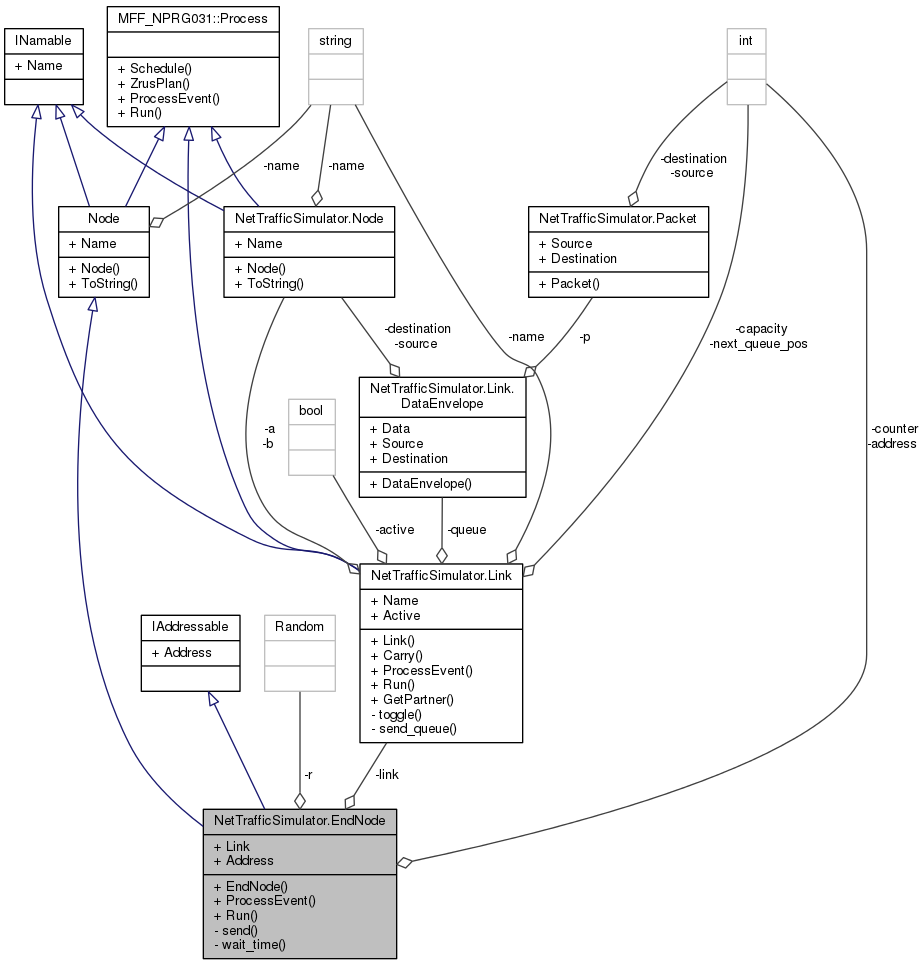 MFF_NPRG031::Process
+ Schedule()
+ ZrusPlan()
+ ProcessEvent()
+ Run()
INamable
+ Name
string
int
-name
-name
-destination
-source
Node
+ Name
+ Node()
+ ToString()
NetTrafficSimulator.Node
+ Name
+ Node()
+ ToString()
NetTrafficSimulator.Packet
+ Source
+ Destination
+ Packet()
-destination
-source
-name
-p
-capacity
-next_queue_pos
NetTrafficSimulator.Link.
DataEnvelope
+ Data
+ Source
+ Destination
+ DataEnvelope()
bool
-a
-b
-counter
-address
-active
-queue
NetTrafficSimulator.Link
+ Name
+ Active
+ Link()
+ Carry()
+ ProcessEvent()
+ Run()
+ GetPartner()
- toggle()
- send_queue()
IAddressable
+ Address
Random
-r
-link
NetTrafficSimulator.EndNode
+ Link
+ Address
+ EndNode()
+ ProcessEvent()
+ Run()
- send()
- wait_time()